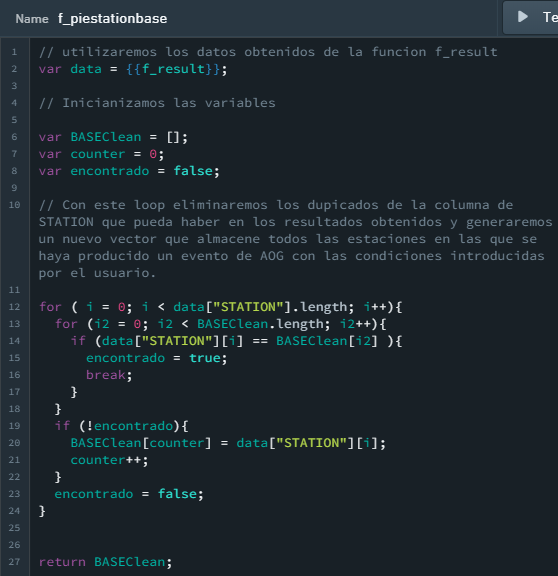 Name f_piestationbase
Te
1 // utilizaremos los datos obtenidos de la funcion f_result
2 var data = {{f_result}};
3
4 // Inicianizamos las variables
5
6 var BASEClean = [];
7 var counter = 0;
8 var encontrado = false;
9
10 // Con este loop eliminaremos los dupicados de la columna de
STATION que pueda haber en los resultados obtenidos y generaremos
un nuevo vector que almacene todos las estaciones en las que se
haya producido un evento de AOG con las condiciones introducidas
por el usuario.
11
12 for ( i = 0; i < data["STATION"].length; i++){
13   for (i2 = 0; i2 < BASEClean.length; i2++){
14     if (data["STATION"][i] == BASEClean[i2] ){
15       encontrado = true;
16       break;
17     }
18   }
19   if (!encontrado){
20     BASEClean[counter] = data["STATION"][i];
21     counter++;
22   }
23   encontrado = false;
24 }
25
26
27 return BASEClean;